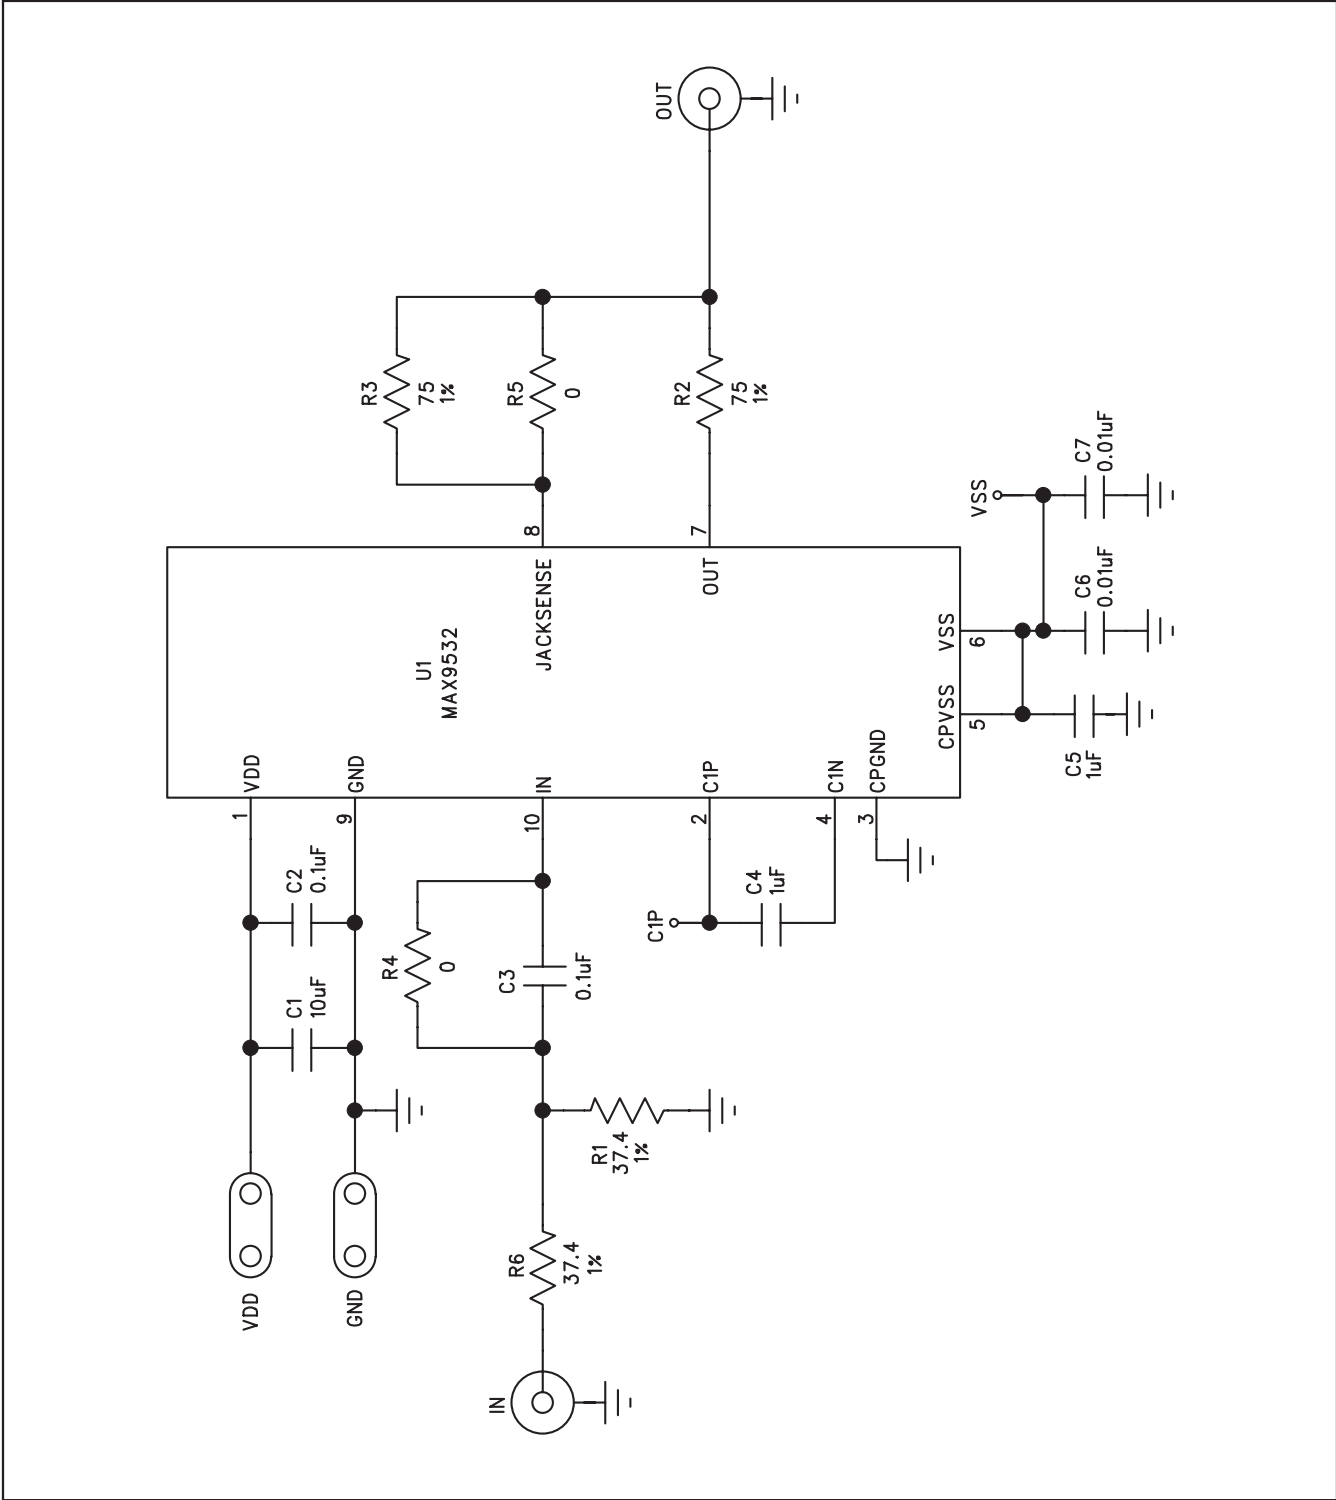 VDD
GND
IN
C1
10uF
C2
0.1uF
R4
0
C3
0.1uF
R6
37.4
1%
R1
37.4
1%
C1P
C4
1uF
1
9
10
2
4
3
VDD
GND
IN
C1P
C1N
CPGND
U1
MAX9532
JACKSENSE
OUT
CPVSS
VSS
8
7
5
6
R3
75
1%
R5
0
R2
75
1%
OUT
C5
1uF
C6
0.01uF
VSS
C7
0.01uF